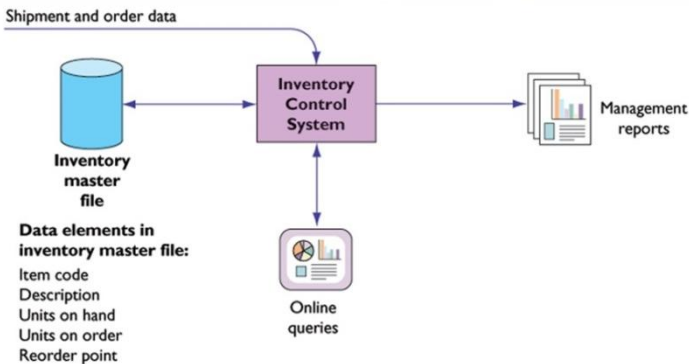 Shipment and order data
Inventory
Control
System
Management
reports
Inventory
master
file
Data elements in
inventory master file:
Item code
Description
Units on hand
Units on order
Reorder point
Online
queries